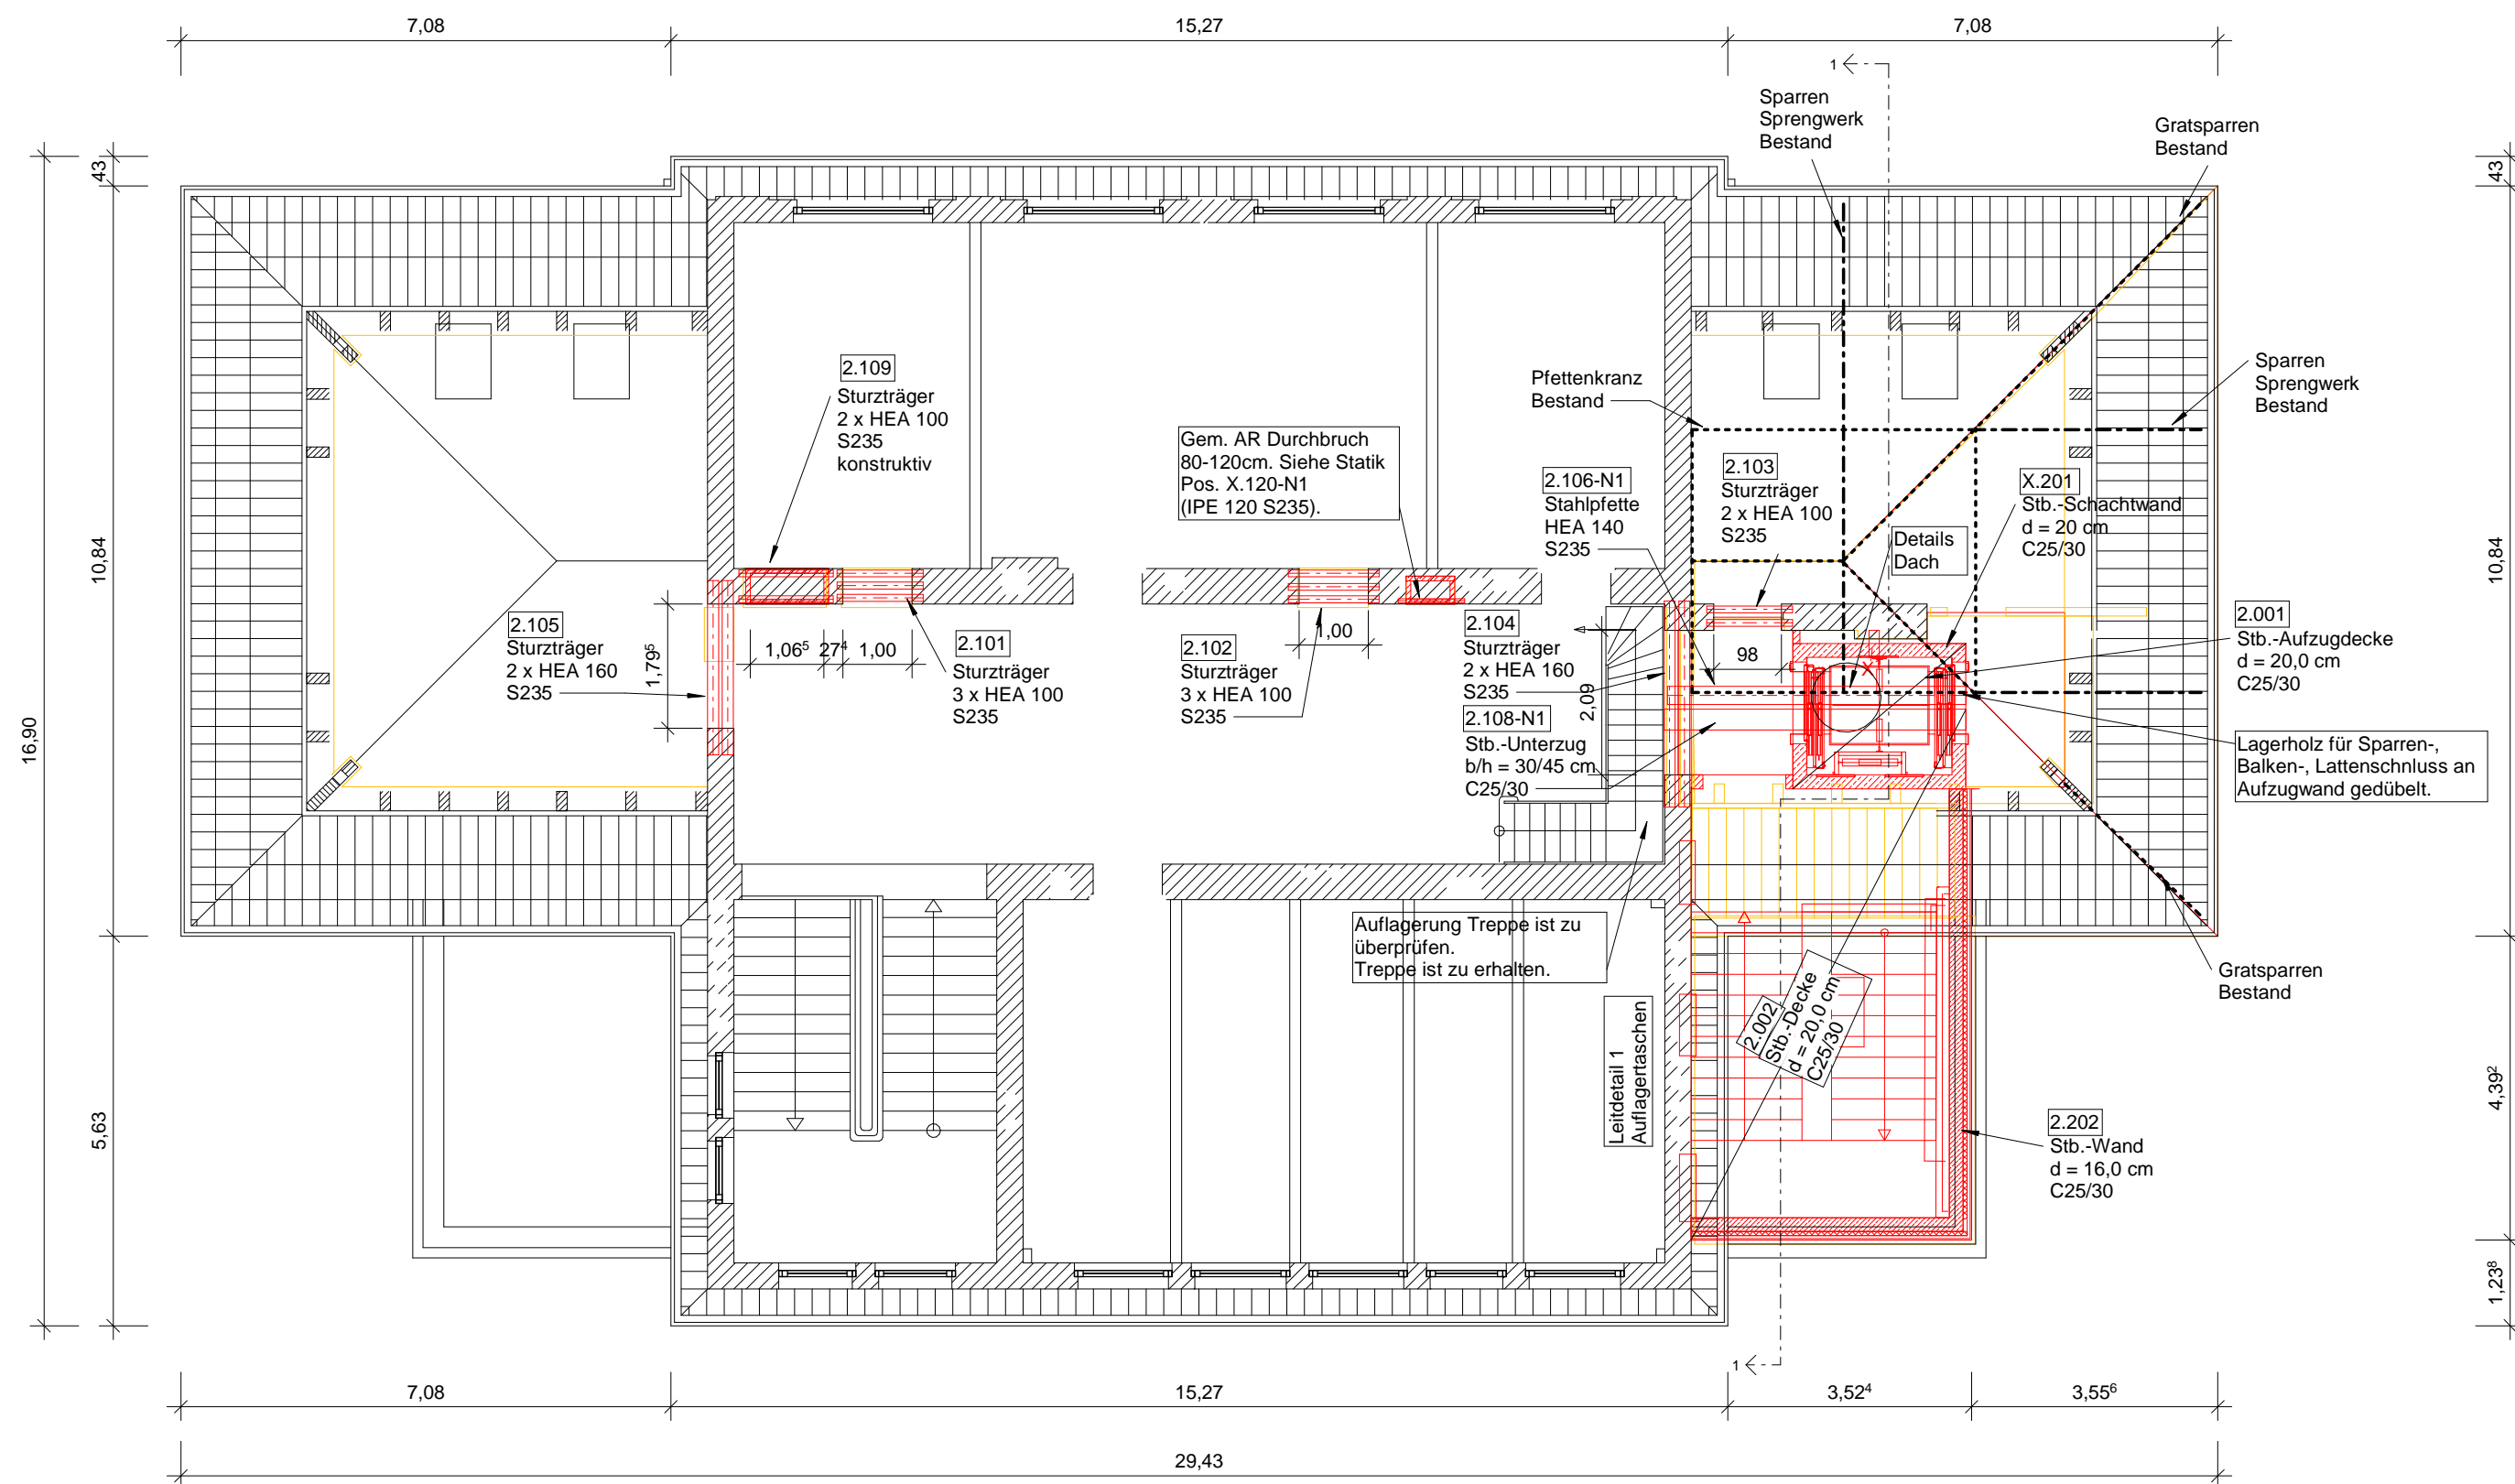 7,08
15,27
7,08
1
Sparren
Sprengwerk
Bestand
Gratsparren
Bestand
43
43
Sparren
Sprengwerk
Bestand
Pfettenkranz
Bestand
2.109
Sturzträger
2 x HEA 100
S235
konstruktiv
Gem. AR Durchbruch
80-120cm. Siehe Statik
Pos. X.120-N1
(IPE 120 S235).
2.106-N1
Stahlpfette
HEA 140
S235
2.103
Sturzträger
2 x HEA 100
S235
X.201
Stb.-Schachtwand
d = 20 cm
C25/30
Details
Dach
10,84
10,84
16,90
2.105
Sturzträger
2 x HEA 160
S235
1,79⁵
1,06⁵
27⁴
1,00
2.101
Sturzträger
3 x HEA 100
S235
2.102
Sturzträger
3 x HEA 100
S235
1,00
2.104
Sturzträger
2 x HEA 160
S235
2,09
98
2.108-N1
Stb.-Unterzug
b/h = 30/45 cm
C25/30
2.001
Stb.-Aufzugdecke
d = 20,0 cm
C25/30
Lagerholz für Sparren-,
Balken-, Lattenschnluss an
Aufzugwand gedübelt.
Auflagerung Treppe ist zu
überprüfen.
Treppe ist zu erhalten.
Gratsparren
Bestand
Leitdetail 1
Auflagertaschen
2.002
Stb.-Decke
d = 20,0 cm
C25/30
2.202
Stb.-Wand
d = 16,0 cm
C25/30
5,63
4,39²
1,23⁸
1
7,08
15,27
3,52⁴
3,55⁶
29,43